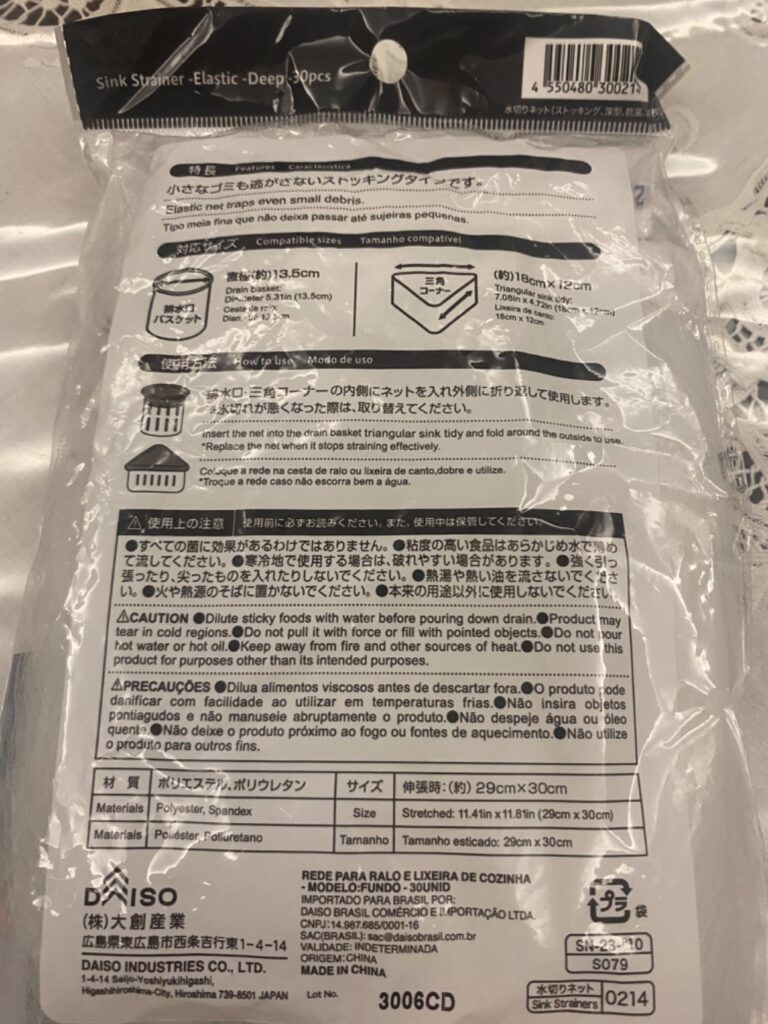 Sink Strainer -Elastic -Deep -30pcs
4 550480 30021
水切りネット(ストッキング、深型、抗菌、
特長 Features Característica
小さなゴミも逃がさないストッキングタイプです。
Elastic net traps even small debris.
Tipo meia fina que não deixa passar até sujeiras pequenas.
対応サイズ Compatible sizes Tamanho compatível
排水口
バスケット
直径(約)13.5cm
Drain basket:
Diameter 5.31in (13.5cm)
Cesta de ralo:
Diam. 13.5cm
三角
コーナー
(約)18cm×12cm
Triangular sink tidy:
7.08in x 4.72in (18cm x 12cm)
Lixeira de canto:
18cm x 12cm
使用方法 How to use Modo de uso
排水口・三角コーナーの内側にネットを入れ外側に折り返して使用します。
※水切れが悪くなった際は、取り替えてください。
Insert the net into the drain basket triangular sink tidy and fold around the outside to use.
*Replace the net when it stops straining effectively.
Coloque a rede na cesta de ralo ou lixeira de canto,dobre e utilize.
*Troque a rede caso não escorra bem a água.
⚠使用上の注意 使用前に必ずお読みください。また、使用中は保管してください。
●すべての菌に効果があるわけではありません。●粘度の高い食品はあらかじめ水で薄め
て流してください。●寒冷地で使用する場合は、破れやすい場合があります。●強く引っ
張ったり、尖ったものを入れたりしないでください。●熱湯や熱い油を流さないでくださ
い。●火や熱源のそばに置かないでください。●本来の用途以外に使用しないでください。
⚠CAUTION ●Dilute sticky foods with water before pouring down drain.●Product may
tear in cold regions.●Do not pull it with force or fill with pointed objects.●Do not pour
hot water or hot oil.●Keep away from fire and other sources of heat.●Do not use this
product for purposes other than its intended purposes.
⚠PRECAUÇÕES ●Dilua alimentos viscosos antes de descartar fora.●O produto pode
danificar com facilidade ao utilizar em temperaturas frias.●Não insira objetos
pontiagudos e não manuseie abruptamente o produto.●Não despeje água ou óleo
quente.●Não deixe o produto próximo ao fogo ou fontes de aquecimento.●Não utilize
o produto para outros fins.
材質 ポリエステル、ポリウレタン サイズ 伸張時:(約)29cm×30cm
Materials Polyester, Spandex Size Stretched: 11.41in x 11.81in (29cm x 30cm)
Materiais Poliéster, Poliuretano Tamanho Tamanho esticado: 29cm x 30cm
DAISO
(株)大創産業
広島県東広島市西条吉行東1-4-14
DAISO INDUSTRIES CO., LTD.
1-4-14 Saijo-Yoshiyukihigashi,
Higashihiroshima-City, Hiroshima 739-8501 JAPAN
REDE PARA RALO E LIXEIRA DE COZINHA
- MODELO:FUNDO - 30UNID
IMPORTADO PARA BRASIL POR:
DAISO BRASIL COMÉRCIO E IMPORTAÇÃO LTDA.
CNPJ:14.987.685/0001-16
SAC(BRASIL): sac@daisobrasil.com.br
VALIDADE: INDETERMINADA
ORIGEM:CHINA
MADE IN CHINA
Lot No. 3006CD
プラ 袋
S079
水切りネット
Sink Strainers 0214